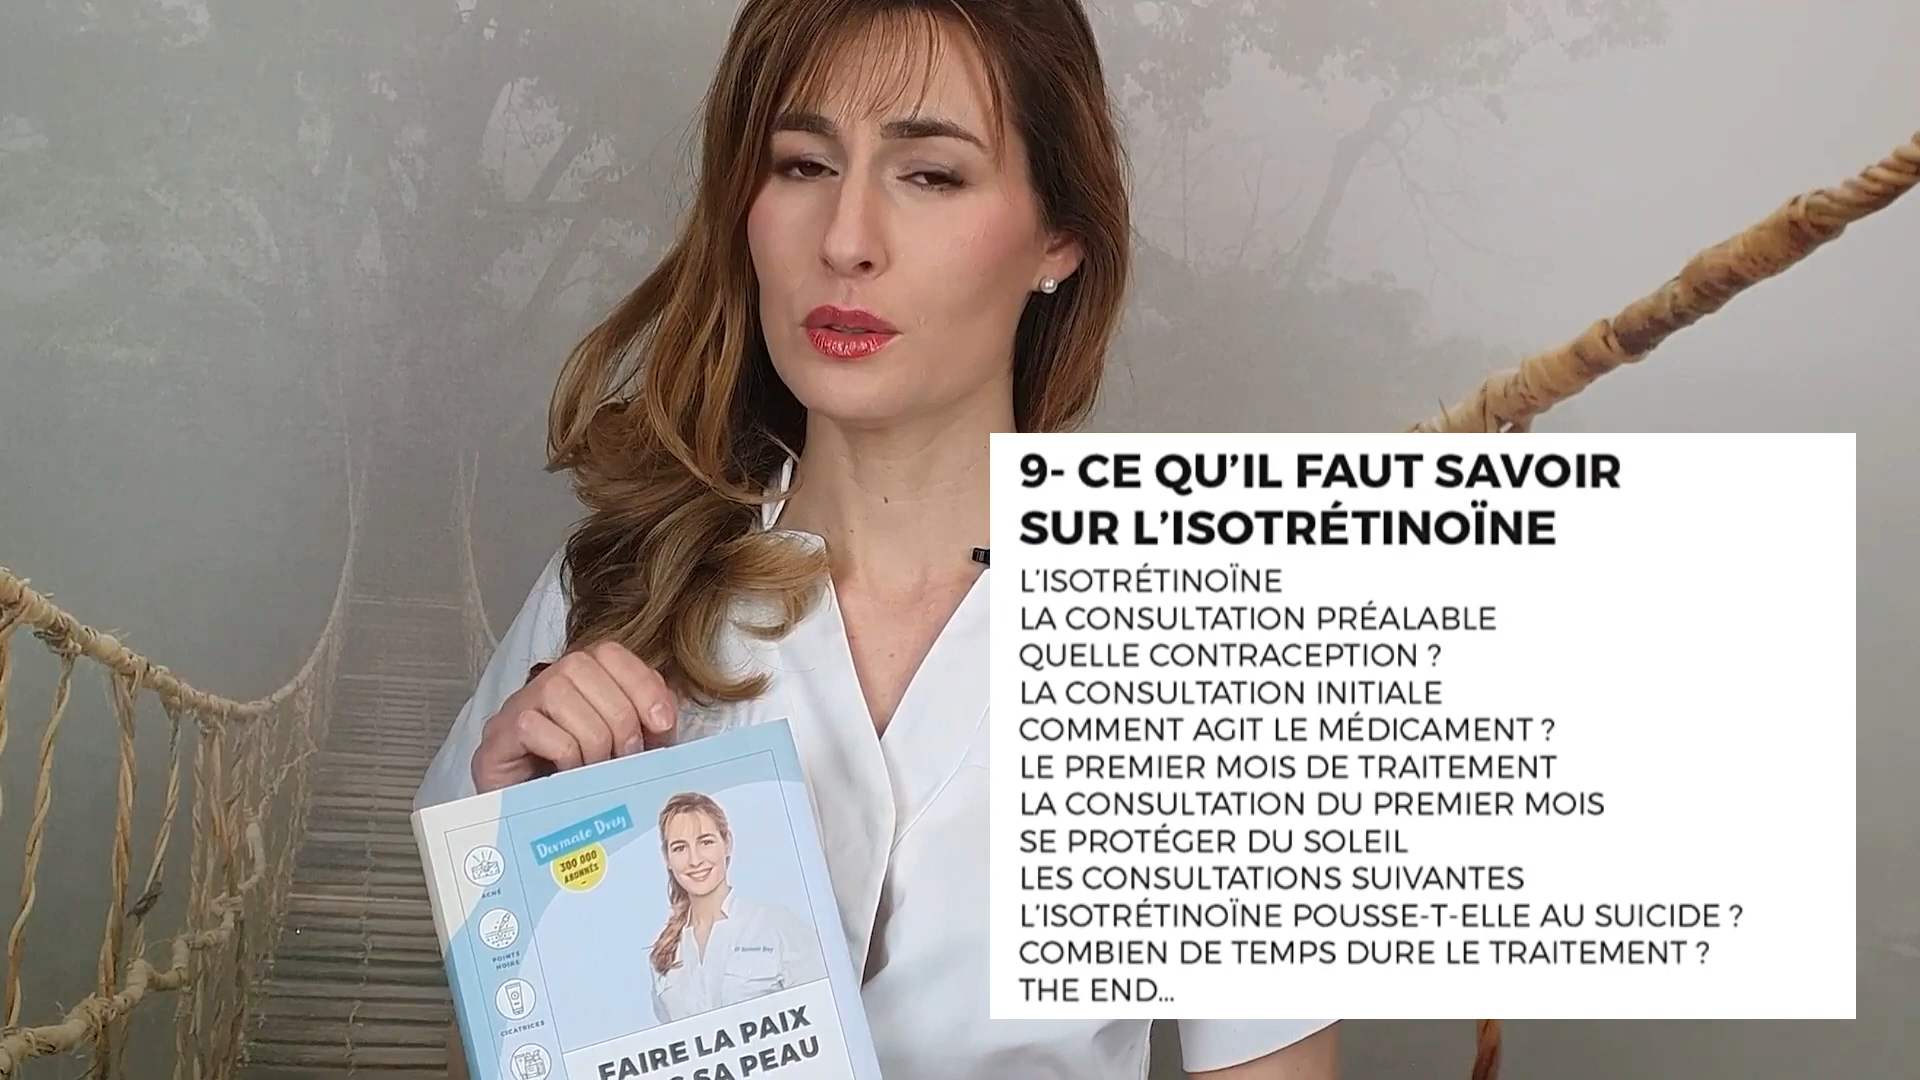 9- CE QU'IL FAUT SAVOIR
SUR L'ISOTRÉTINOÏNE
L'ISOTRÉTINOÏNE
LA CONSULTATION PRÉALABLE
QUELLE CONTRACEPTION ?
LA CONSULTATION INITIALE
COMMENT AGIT LE MÉDICAMENT ?
LE PREMIER MOIS DE TRAITEMENT
LA CONSULTATION DU PREMIER MOIS
SE PROTÉGER DU SOLEIL
LES CONSULTATIONS SUIVANTES
L'ISOTRÉTINOÏNE POUSSE-T-ELLE AU SUICIDE ?
COMBIEN DE TEMPS DURE LE TRAITEMENT ?
THE END...
Dermato Drey
300 000
ABONNÉS
ACNÉ
POINTS
NOIRS
CICATRICES
FAIRE LA PAIX
SA PEAU